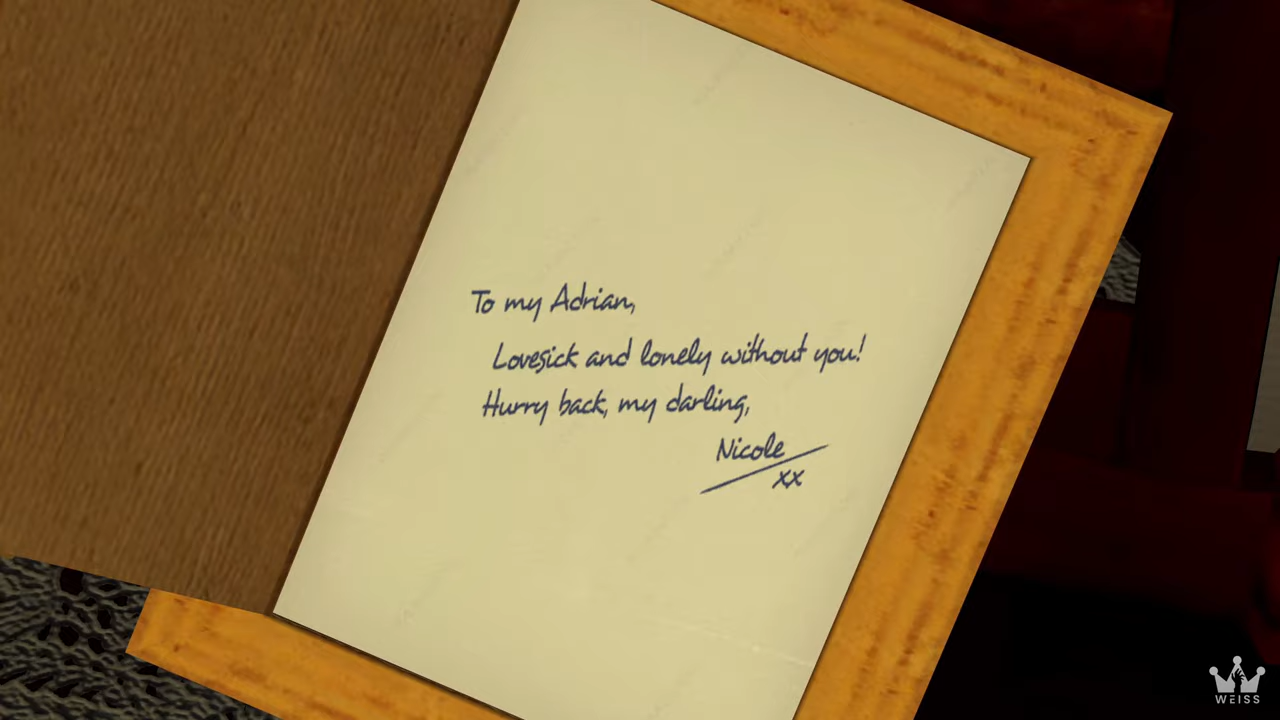 To my Adrian,
Lovesick and lonely without you!
Hurry back, my darling,
Nicole
xx
WEISS